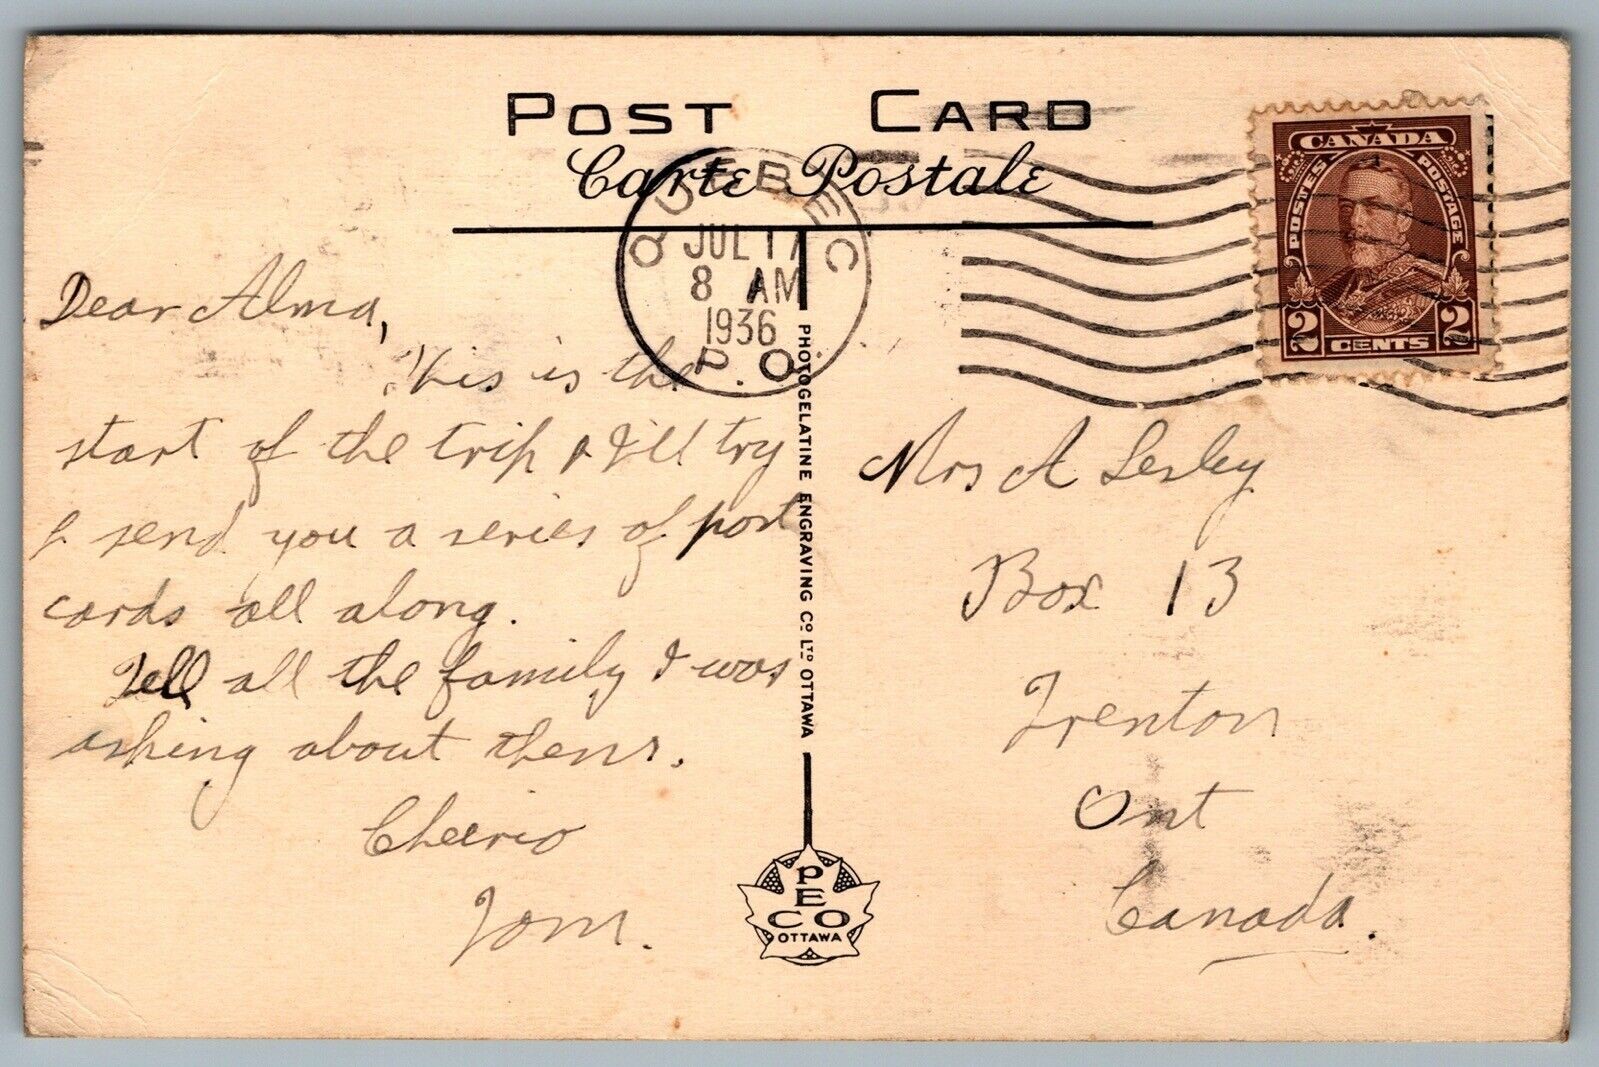 POST CARD
Carte Postale
QUEBEC
JUL 17
8 AM
1936
P.O.
CANADA
POSTES POSTAGE
2 CENTS 2
Dear Alma,
This is the
start of the trip & I'll try
& send you a series of post
cards all along.
Tell all the family I was
asking about them.
Cheerio
Tom.
PHOTOGELATINE ENGRAVING CO LTD OTTAWA
PECO
OTTAWA
Mrs A Lesley
Box 13
Trenton
Ont
Canada.